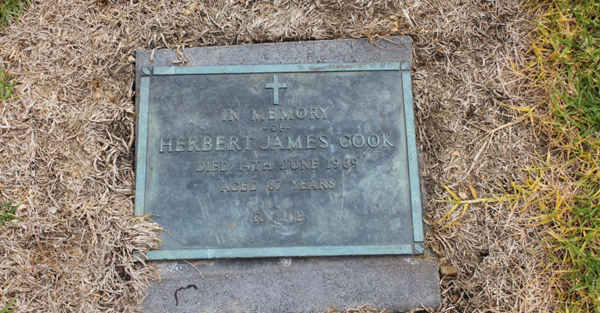 IN MEMORY
-OF-
HERBERT JAMES COOK
DIED 14TH JUNE 1969
AGED 87 YEARS
R.I.P.